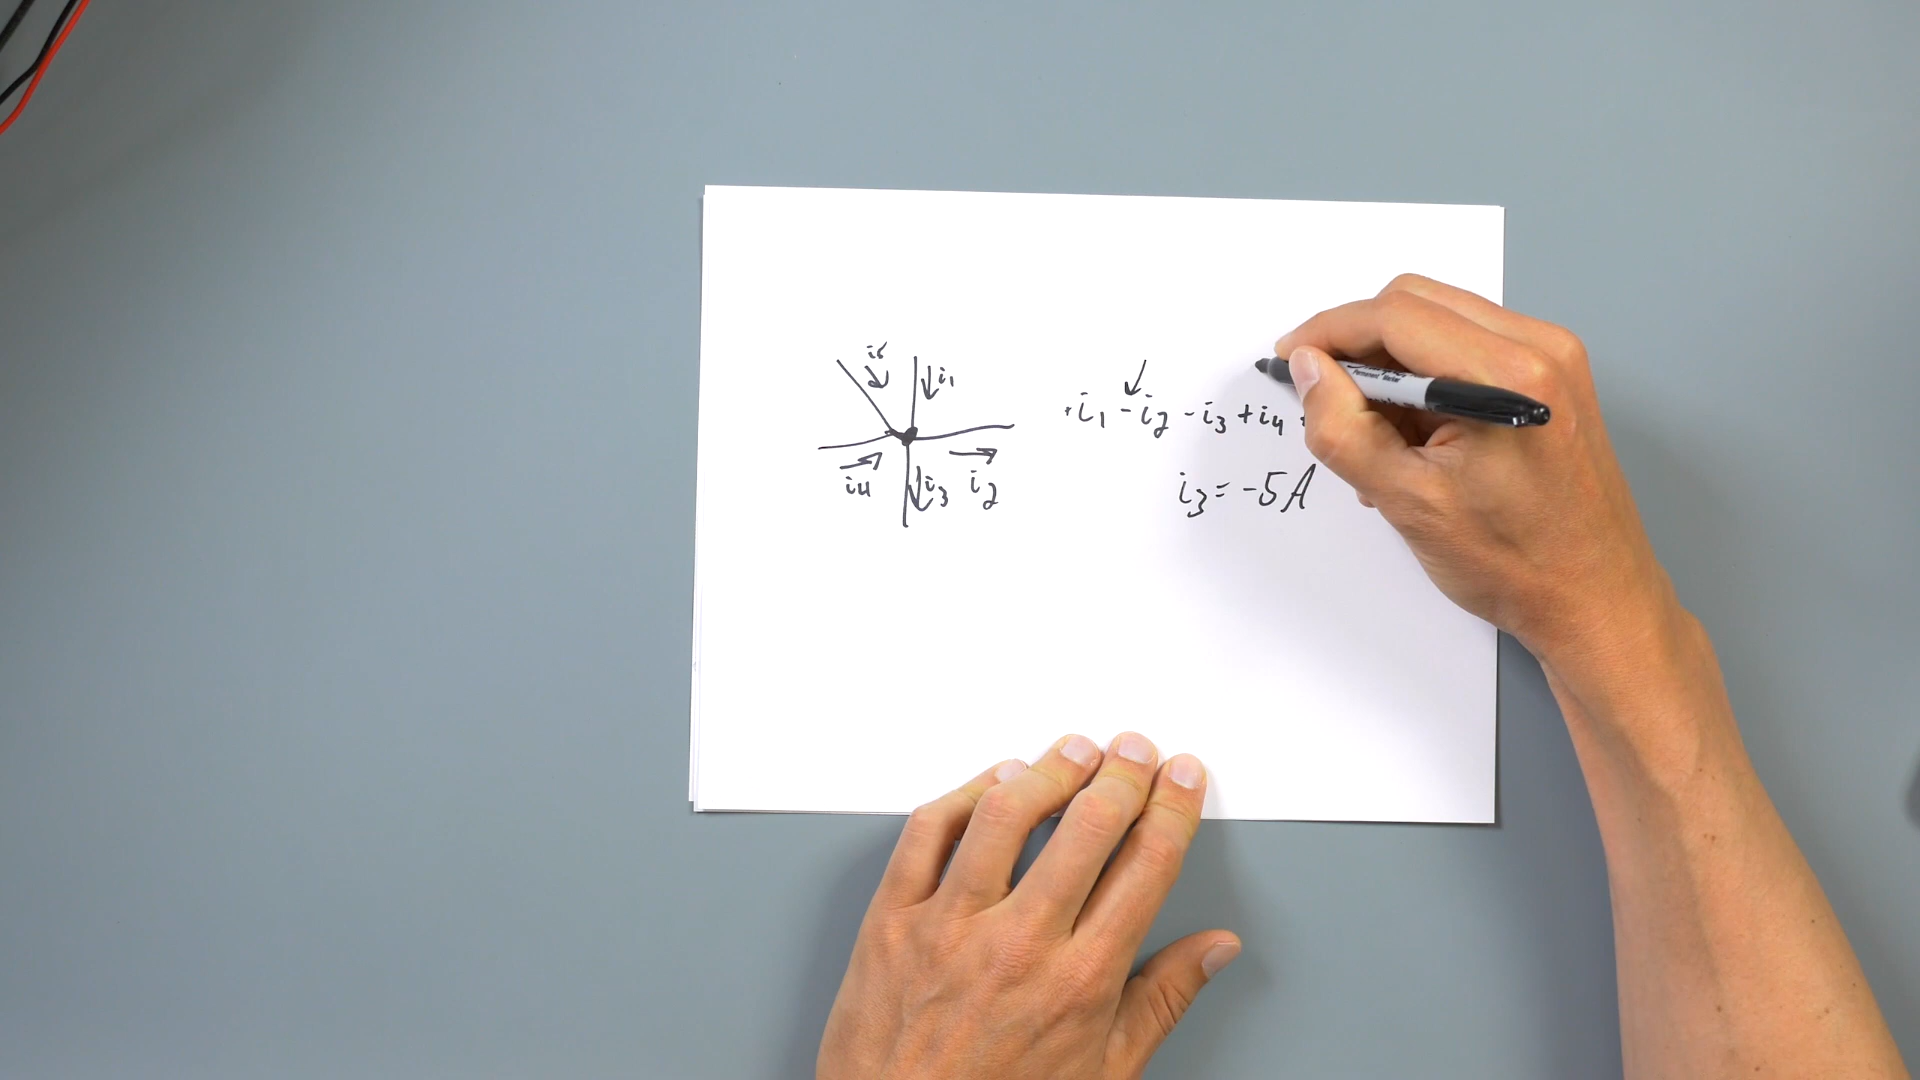 i5
i1
+i1 - i2 - i3 + i4
i4
i3
i2
i3 = -5A